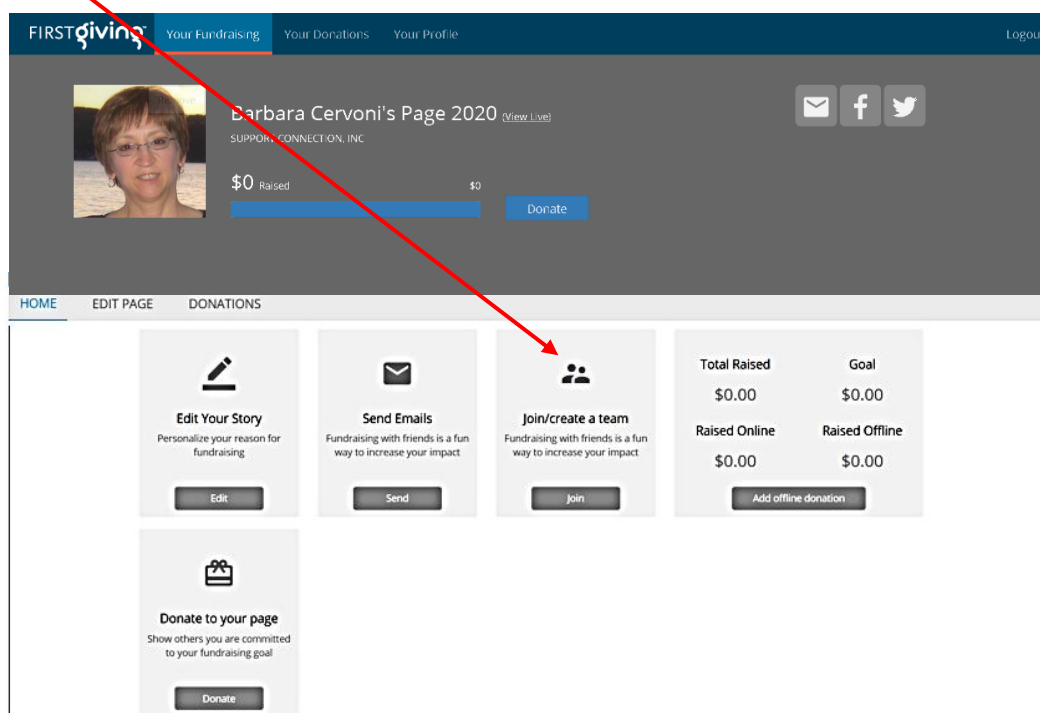 FIRSTgiving Your Fundraising Your Donations Your Profile Logou
Barbara Cervoni's Page 2020 (View Live)
SUPPORT CONNECTION, INC
$0 Raised $0
Donate
HOME EDIT PAGE DONATIONS
Edit Your Story
Personalize your reason for
fundraising
Edit
Send Emails
Fundraising with friends is a fun
way to increase your impact
Send
Join/create a team
Fundraising with friends is a fun
way to increase your impact
Join
Total Raised Goal
$0.00 $0.00
Raised Online Raised Offline
$0.00 $0.00
Add offline donation
Donate to your page
Show others you are committed
to your fundraising goal
Donate